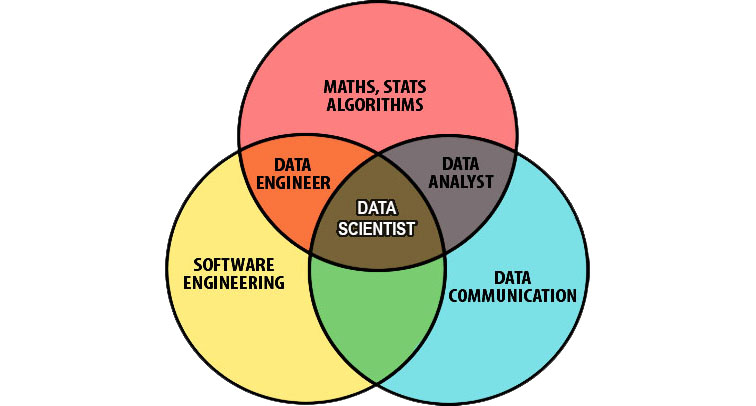 MATHS, STATS
ALGORITHMS
DATA
ENGINEER
DATA
ANALYST
DATA
SCIENTIST
SOFTWARE
ENGINEERING
DATA
COMMUNICATION